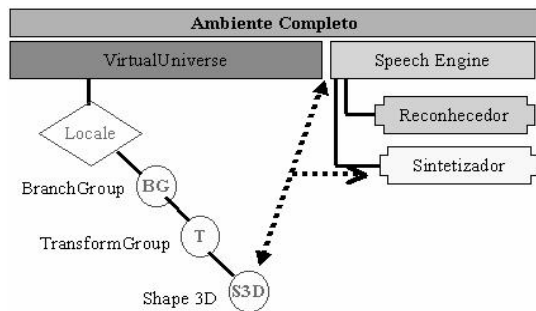 Ambiente Completo
VirtualUniverse
Speech Engine
Locale
Reconhecedor
Sintetizador
BranchGroup
BG
TransformGroup
T
Shape 3D
S3D